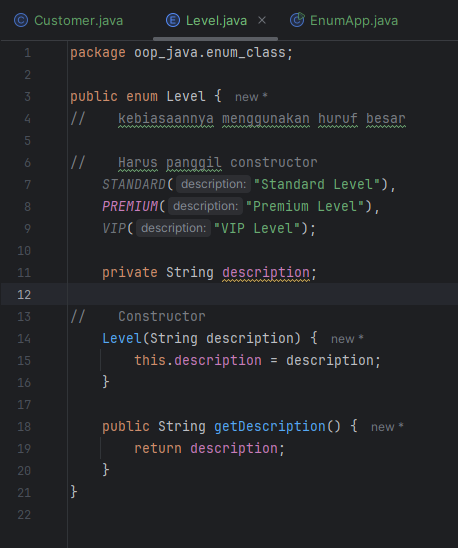 Customer.java Level.java × EnumApp.java
1 package oop_java.enum_class;
2
3 public enum Level { new *
4 // kebiasaannya menggunakan huruf besar
5
6 // Harus panggil constructor
7 STANDARD( description: "Standard Level"),
8 PREMIUM( description: "Premium Level"),
9 VIP( description: "VIP Level");
10
11 private String description;
12
13 // Constructor
14 Level(String description) { new *
15 this.description = description;
16 }
17
18 public String getDescription() { new *
19 return description;
20 }
21 }
22